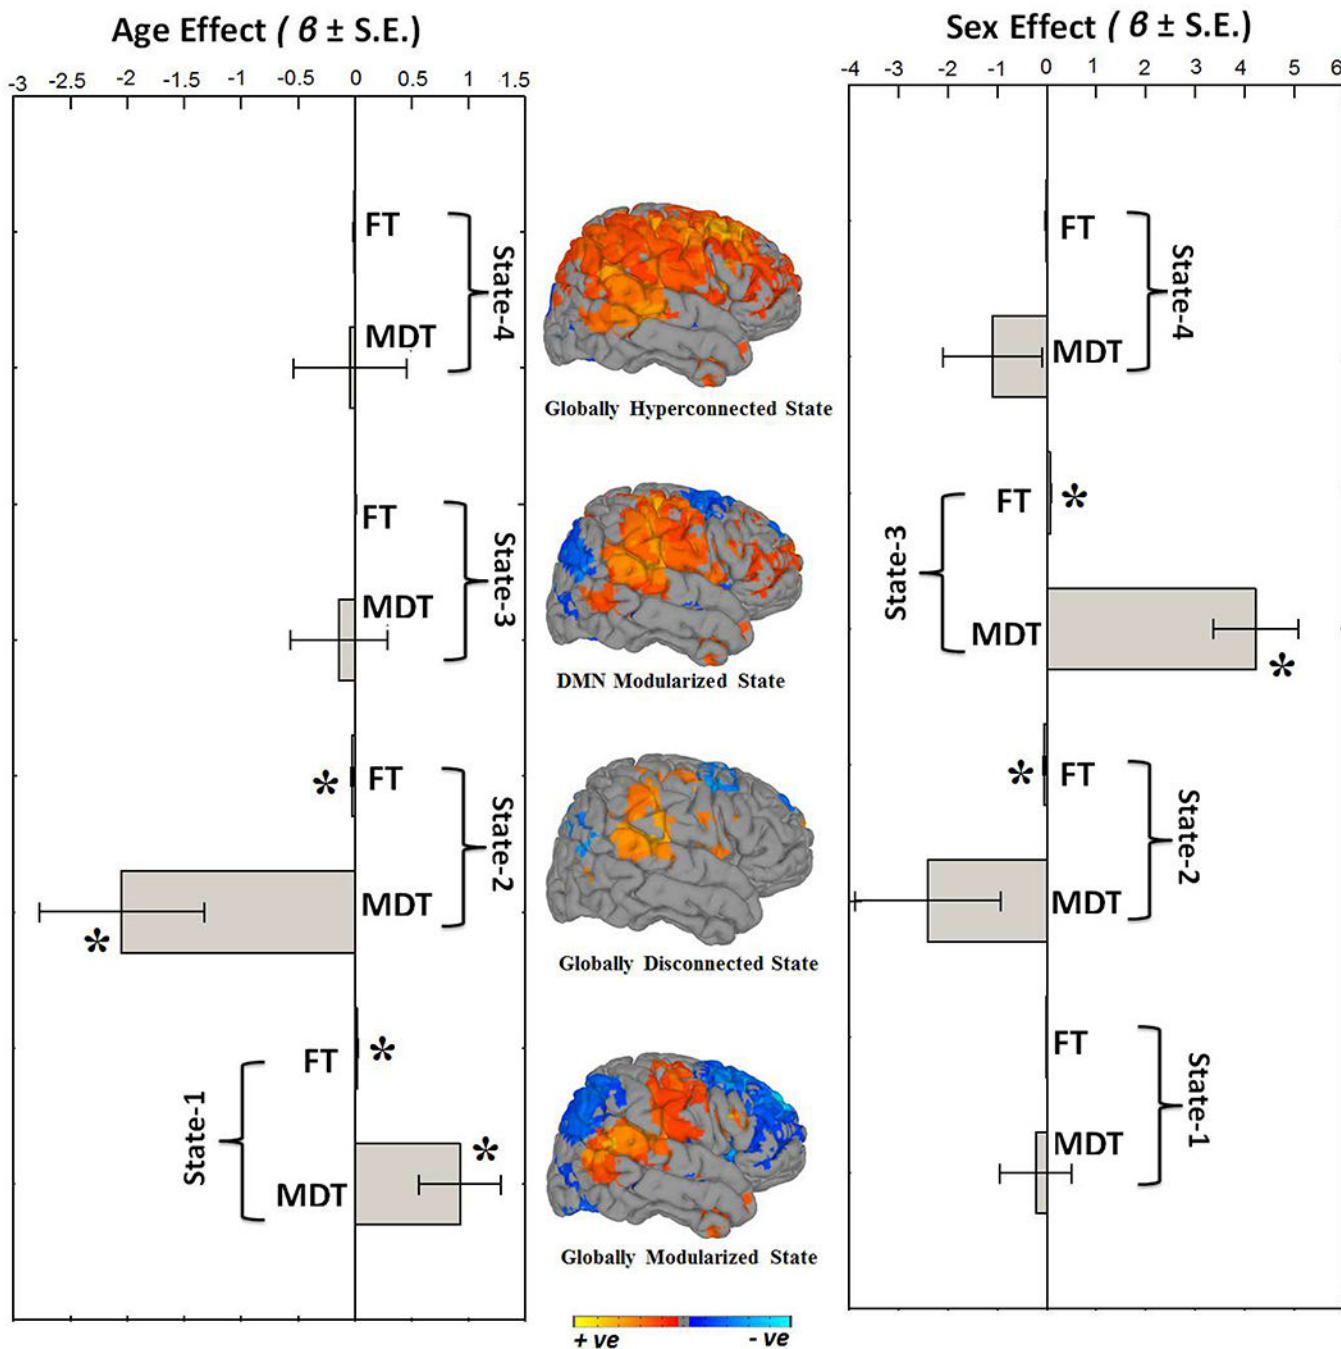 Age Effect ( β ± S.E.)
-3 -2.5 -2 -1.5 -1 -0.5 0 0.5 1 1.5
FT
MDT
State-4
FT
MDT
State-3
*
FT
MDT
*
State-2
FT
*
MDT
*
State-1
Globally Hyperconnected State
DMN Modularized State
Globally Disconnected State
Globally Modularized State
+ ve - ve
Sex Effect ( β ± S.E.)
-4 -3 -2 -1 0 1 2 3 4 5 6
FT
MDT
State-4
State-3
FT
*
MDT
*
*
FT
MDT
State-2
FT
MDT
State-1